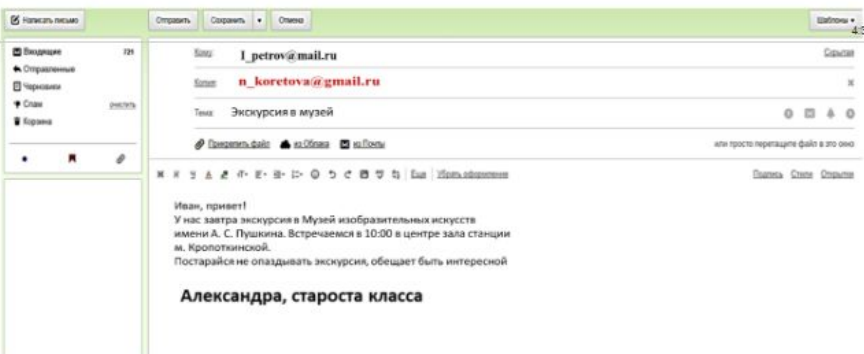 Написать письмо
Отправить Сохранить Отмена Шаблоны
Входящие 721
Отправленные
Черновики
Спам очистить
Корзина
Кому: I_petrov@mail.ru Скрытая
Копия: n_koretova@gmail.ru
Тема: Экскурсия в музей
Прикрепить файл из Облака из Почты или просто перетащите файл в это окно
Еще Убрать оформление Подпись Стили Открытки
Иван, привет!
У нас завтра экскурсия в Музей изобразительных искусств
имени А. С. Пушкина. Встречаемся в 10:00 в центре зала станции
м. Кропоткинской.
Постарайся не опаздывать экскурсия, обещает быть интересной
Александра, староста класса